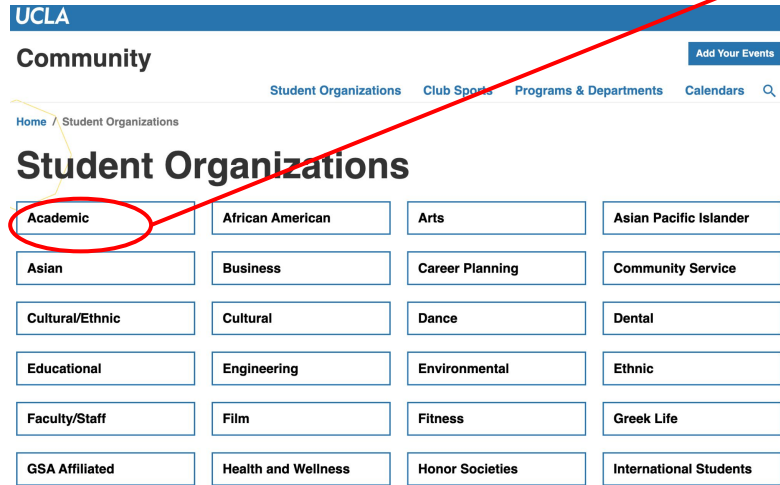 UCLA
Community
Add Your Events
Student Organizations Club Sports Programs & Departments Calendars
Home / Student Organizations
Student Organizations
Academic African American Arts Asian Pacific Islander
Asian Business Career Planning Community Service
Cultural/Ethnic Cultural Dance Dental
Educational Engineering Environmental Ethnic
Faculty/Staff Film Fitness Greek Life
GSA Affiliated Health and Wellness Honor Societies International Students